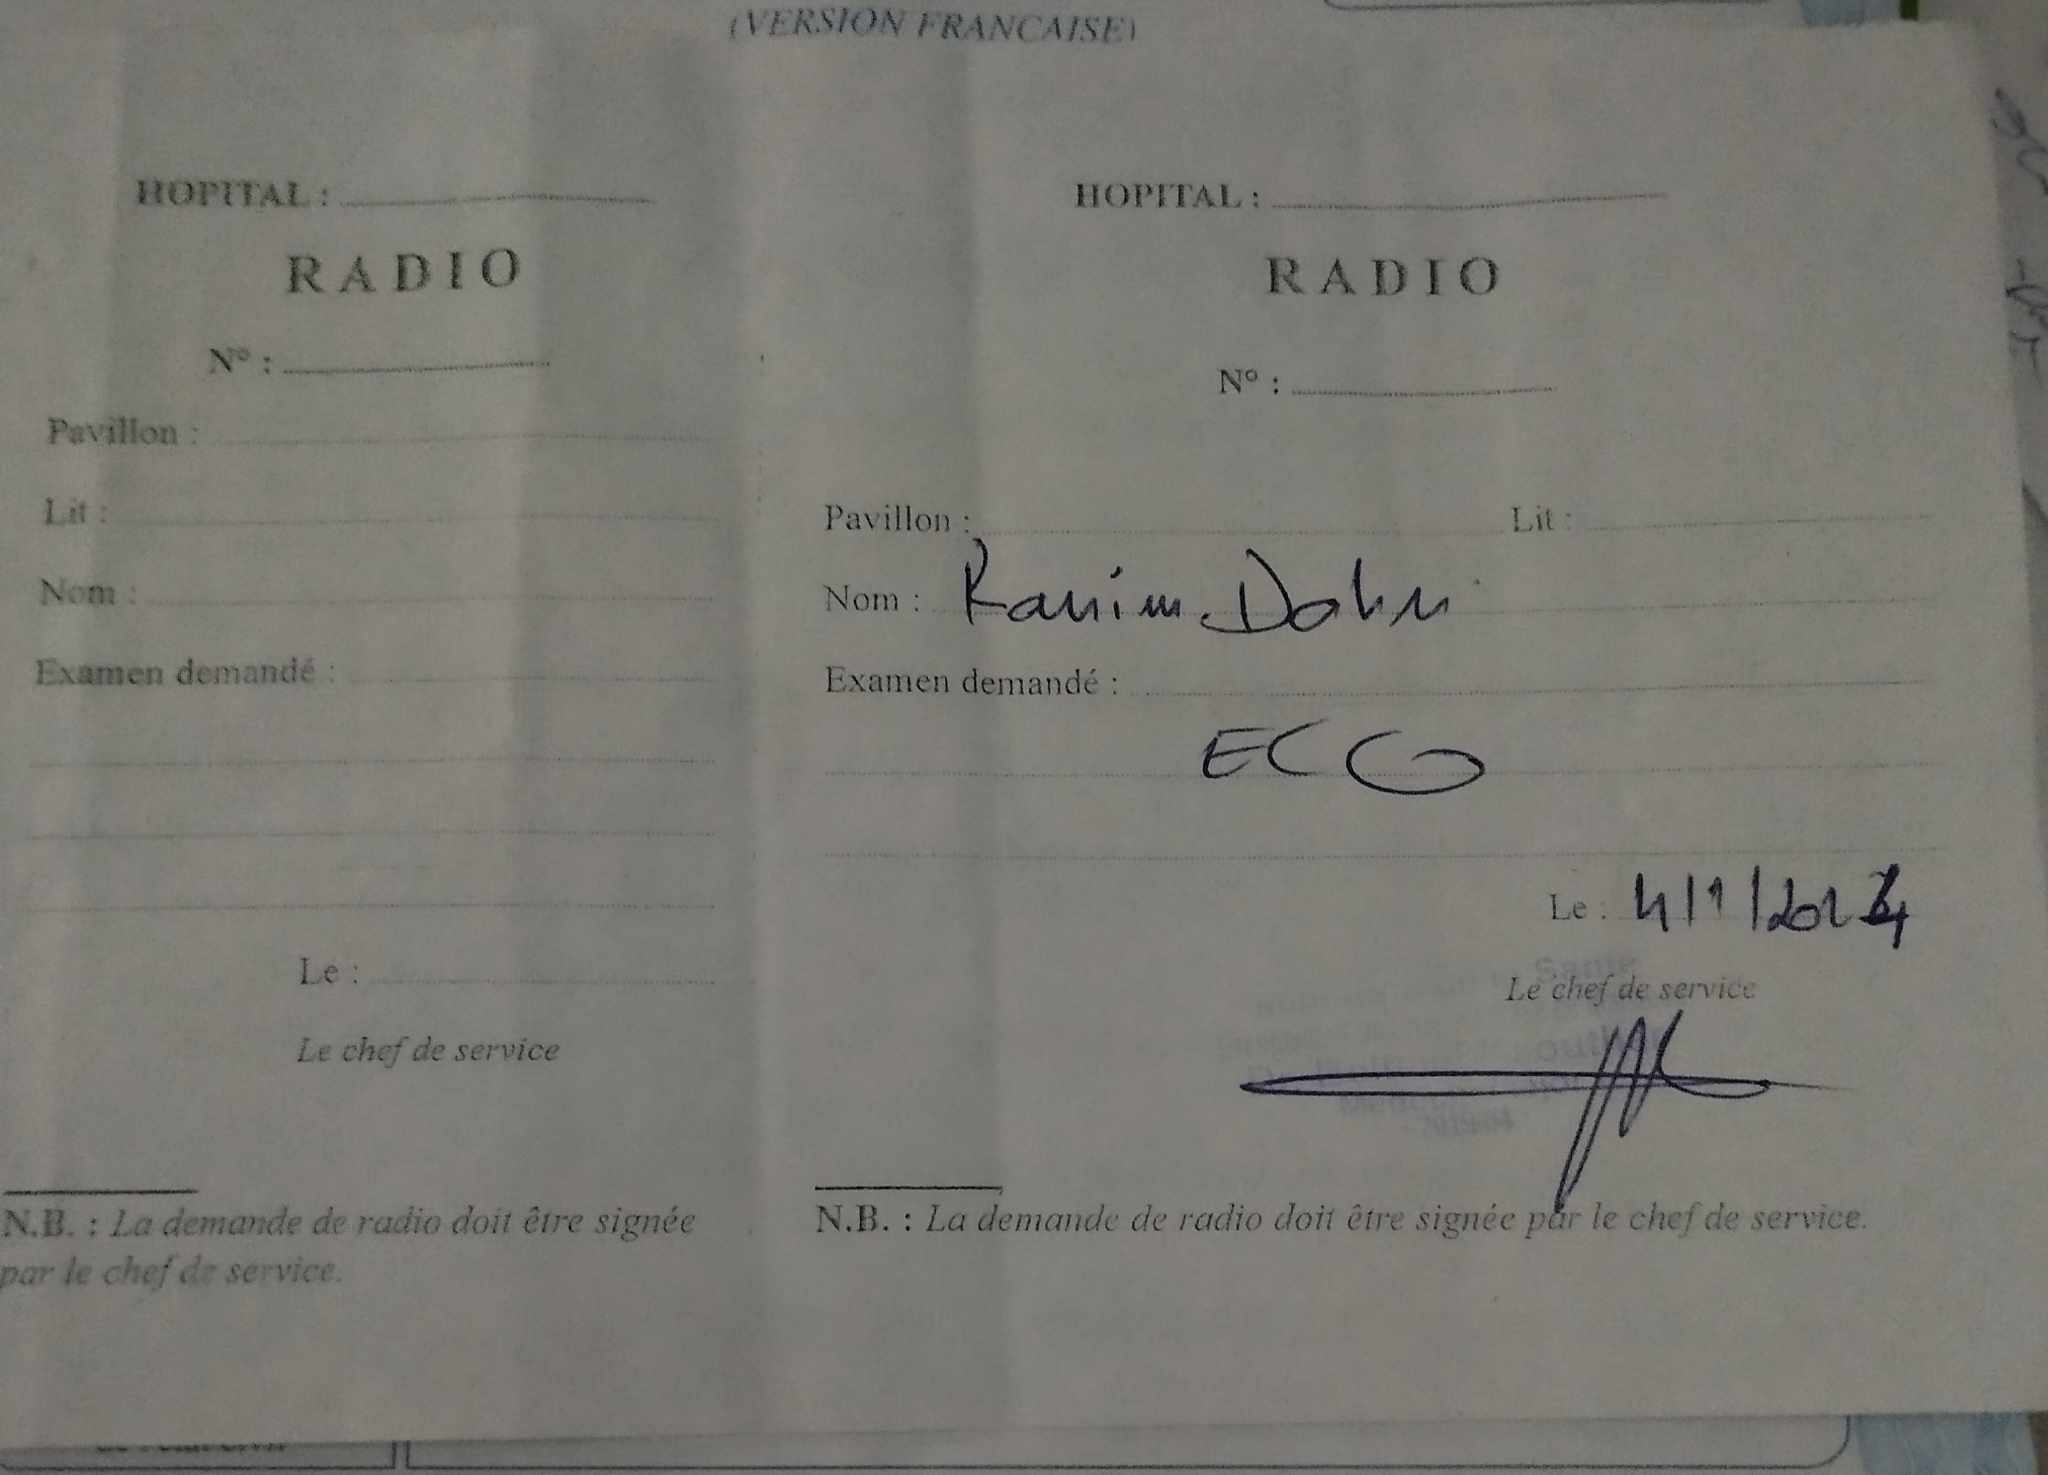 (VERSION FRANCAISE)
HOPITAL :
RADIO
N° :
Pavillon :
Lit :
Nom :
Examen demandé :
Le :
Le chef de service
N.B. : La demande de radio doit être signée
par le chef de service.
HOPITAL :
RADIO
N° :
Pavillon : Lit :
Nom : Ranim
Examen demandé :
ECG
Le : 4/1/2024
Sante
Le chef de service
N.B. : La demande de radio doit être signée par le chef de service.